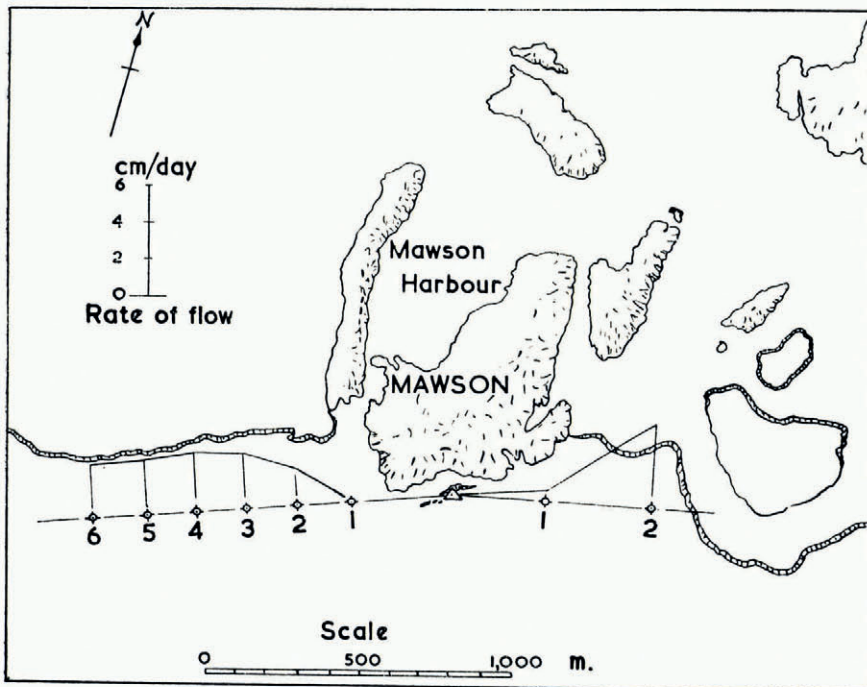 N
cm/day
6
4
2
0
Rate of flow
Mawson
Harbour
MAWSON
6 5 4 3 2 1 1 2
Scale
0 500 1,000 m.